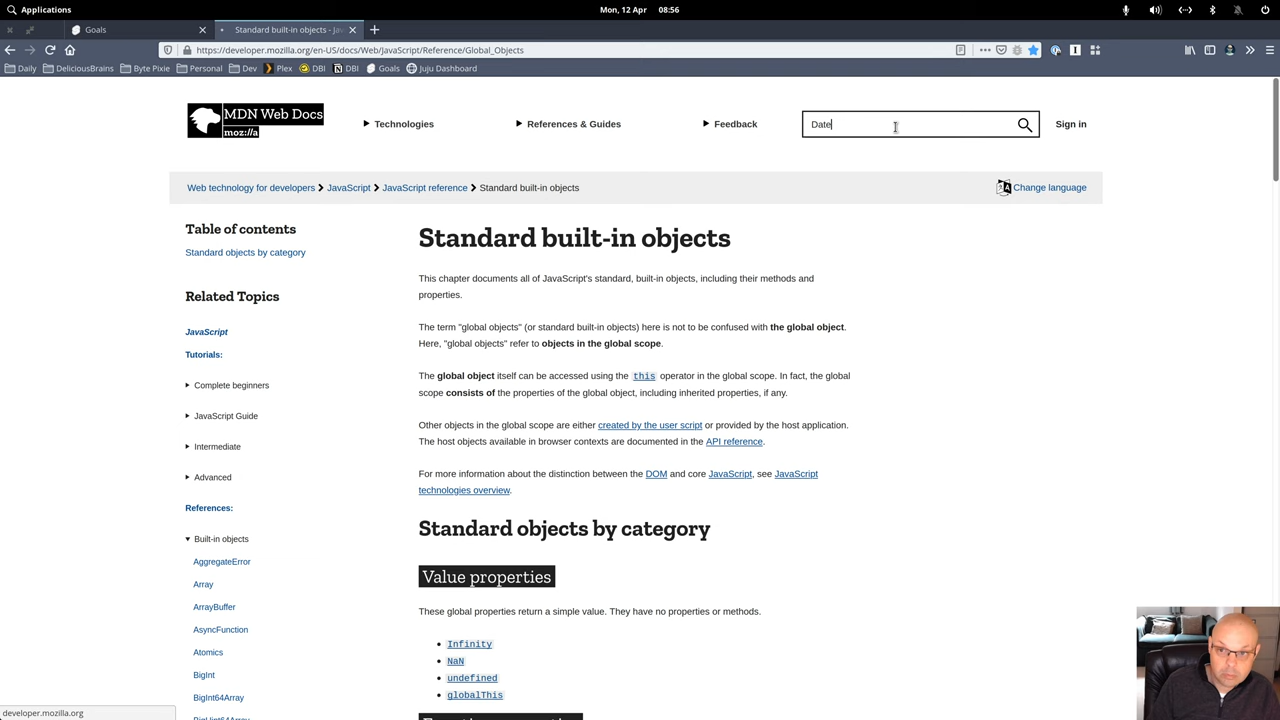 Applications
Mon, 12 Apr 08:56
Goals
Standard built-in objects - Jav
https://developer.mozilla.org/en-US/docs/Web/JavaScript/Reference/Global_Objects
Daily DeliciousBrains Byte Pixie Personal Dev Plex DBI DBI Goals Juju Dashboard
MDN Web Docs
moz://a
Technologies References & Guides Feedback Date Sign in
Web technology for developers JavaScript JavaScript reference Standard built-in objects Change language
Table of contents
Standard objects by category
Related Topics
JavaScript
Tutorials:
Complete beginners
JavaScript Guide
Intermediate
Advanced
References:
Built-in objects
AggregateError
Array
ArrayBuffer
AsyncFunction
Atomics
BigInt
BigInt64Array
Standard built-in objects
This chapter documents all of JavaScript's standard, built-in objects, including their methods and
properties.
The term "global objects" (or standard built-in objects) here is not to be confused with the global object.
Here, "global objects" refer to objects in the global scope.
The global object itself can be accessed using the this operator in the global scope. In fact, the global
scope consists of the properties of the global object, including inherited properties, if any.
Other objects in the global scope are either created by the user script or provided by the host application.
The host objects available in browser contexts are documented in the API reference.
For more information about the distinction between the DOM and core JavaScript, see JavaScript
technologies overview.
Standard objects by category
Value properties
These global properties return a simple value. They have no properties or methods.
Infinity
NaN
undefined
globalThis
developer.mozilla.org